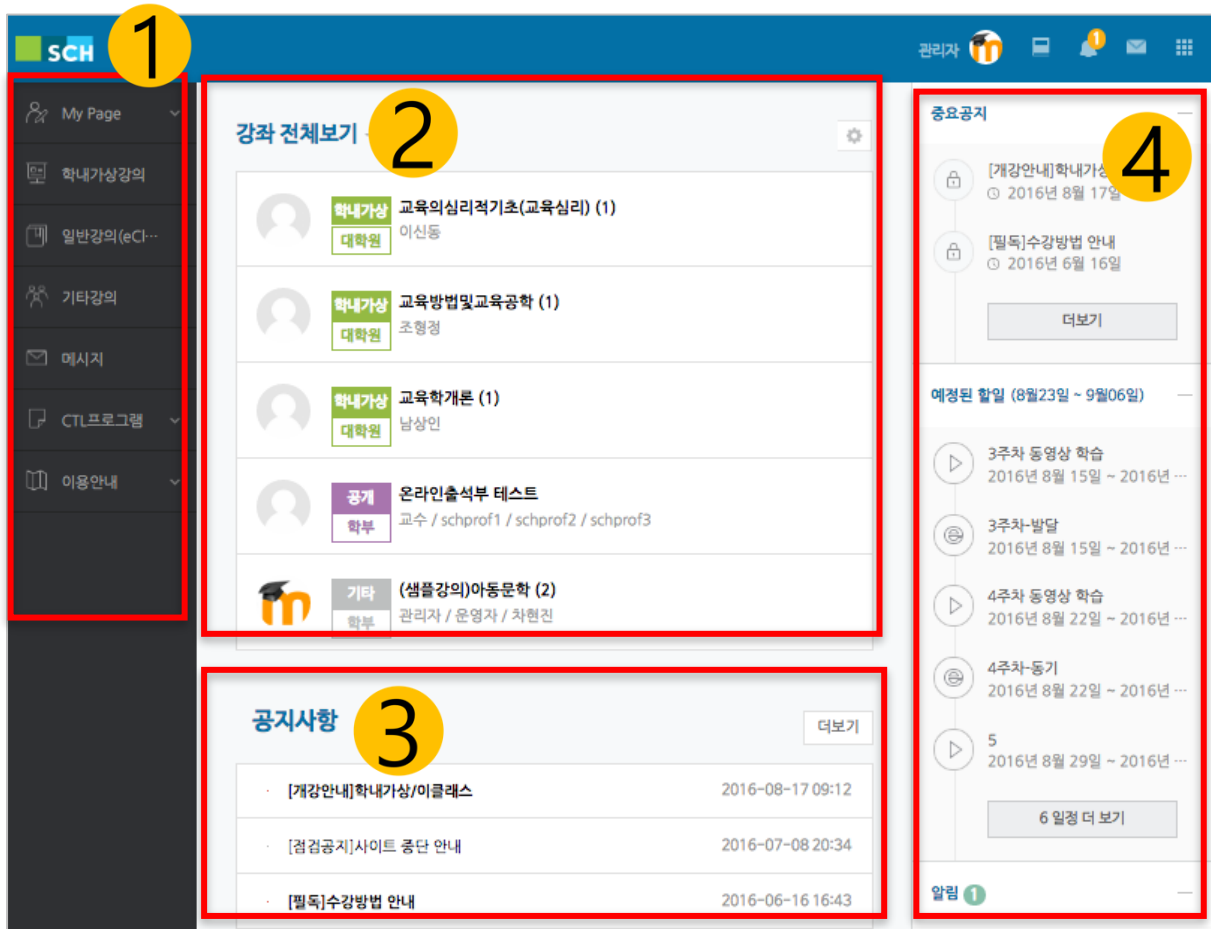 SCH
1
관리자
1
My Page
학내가상강의
일반강의(eCl…
기타강의
메시지
CTL프로그램
이용안내
강좌 전체보기
2
학내가상
대학원
교육의심리적기초(교육심리) (1)
이신동
학내가상
대학원
교육방법및교육공학 (1)
조형정
학내가상
대학원
교육학개론 (1)
남상인
공개
학부
온라인출석부 테스트
교수 / schprof1 / schprof2 / schprof3
기타
학부
(샘플강의)아동문학 (2)
관리자 / 운영자 / 차현진
공지사항
3
더보기
· [개강안내]학내가상/이클래스 2016-08-17 09:12
· [점검공지]사이트 중단 안내 2016-07-08 20:34
· [필독]수강방법 안내 2016-06-16 16:43
중요공지
4
[개강안내]학내가상
2016년 8월 17일
[필독]수강방법 안내
2016년 6월 16일
더보기
예정된 할일 (8월23일 ~ 9월06일)
3주차 동영상 학습
2016년 8월 15일 ~ 2016년 …
3주차-발달
2016년 8월 15일 ~ 2016년 …
4주차 동영상 학습
2016년 8월 22일 ~ 2016년 …
4주차-동기
2016년 8월 22일 ~ 2016년 …
5
2016년 8월 29일 ~ 2016년 …
6 일정 더 보기
알림 1